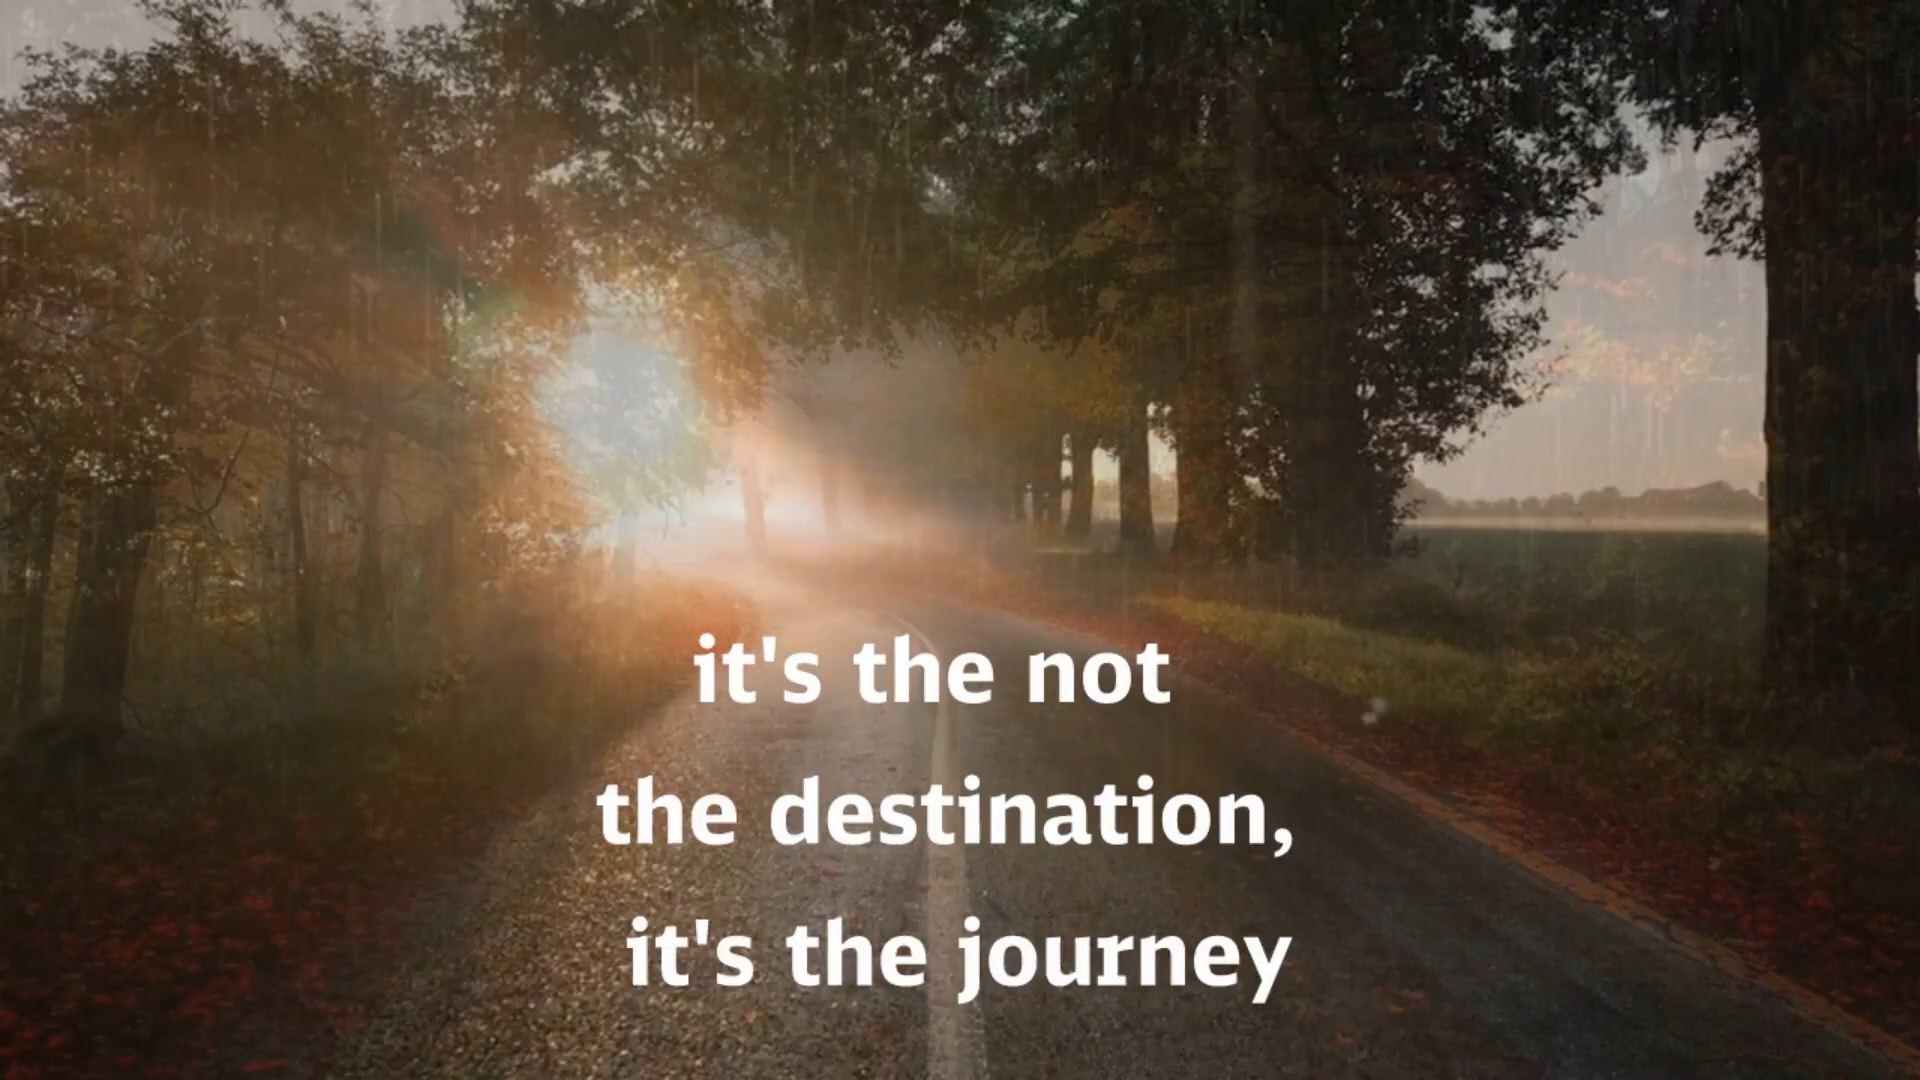 it's the not
the destination,
it's the journey